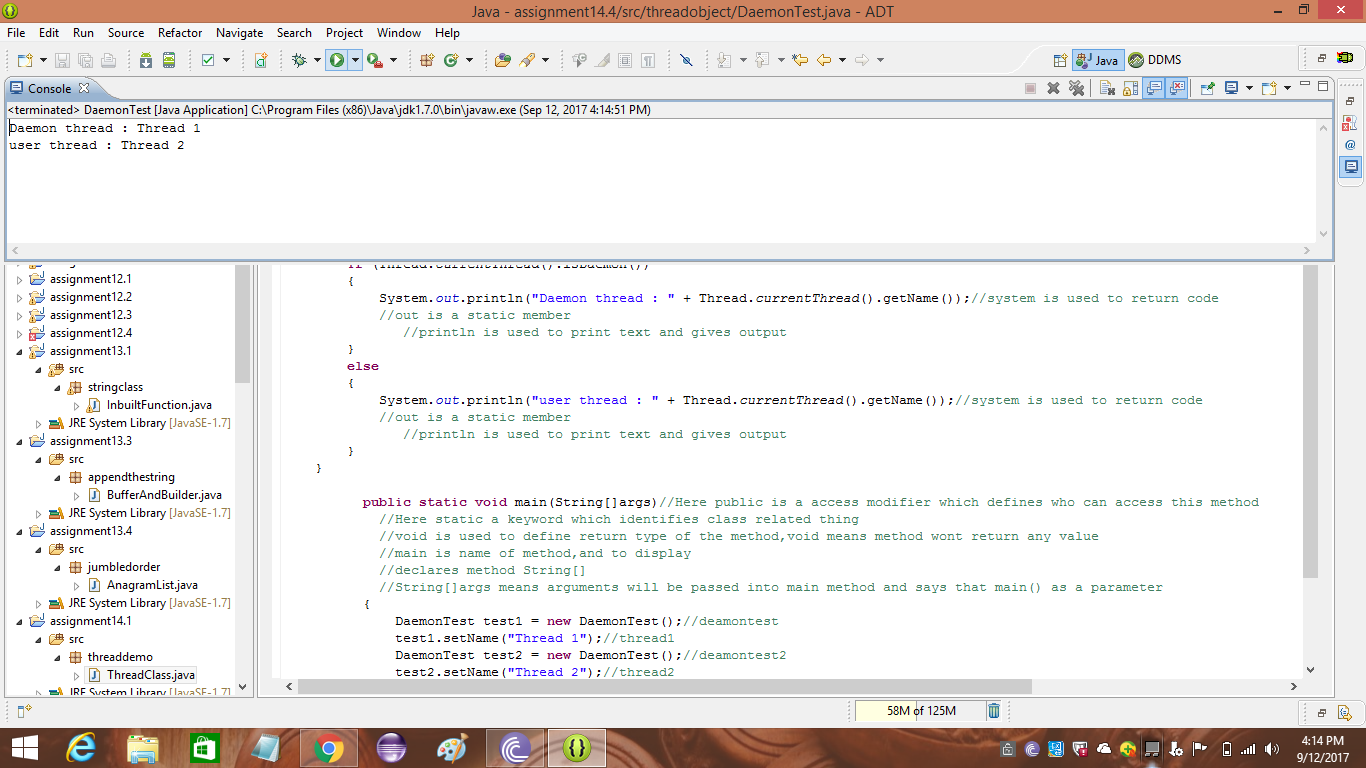 Java - assignment14.4/src/threadobject/DaemonTest.java - ADT
File Edit Run Source Refactor Navigate Search Project Window Help
Java DDMS
Console
<terminated> DaemonTest [Java Application] C:\Program Files (x86)\Java\jdk1.7.0\bin\javaw.exe (Sep 12, 2017 4:14:51 PM)
Daemon thread : Thread 1
user thread : Thread 2
assignment12.1
assignment12.2
assignment12.3
assignment12.4
assignment13.1
src
stringclass
InbuiltFunction.java
JRE System Library [JavaSE-1.7]
assignment13.3
src
appendthestring
BufferAndBuilder.java
JRE System Library [JavaSE-1.7]
assignment13.4
src
jumbledorder
AnagramList.java
JRE System Library [JavaSE-1.7]
assignment14.1
src
threaddemo
ThreadClass.java
JRE System Library [JavaSE-1.7]
if (Thread.currentThread().isDaemon())
{
System.out.println("Daemon thread : " + Thread.currentThread().getName());//system is used to return code
//out is a static member
//println is used to print text and gives output
}
else
{
System.out.println("user thread : " + Thread.currentThread().getName());//system is used to return code
//out is a static member
//println is used to print text and gives output
}
}
public static void main(String[]args)//Here public is a access modifier which defines who can access this method
//Here static a keyword which identifies class related thing
//void is used to define return type of the method,void means method wont return any value
//main is name of method,and to display
//declares method String[]
//String[]args means arguments will be passed into main method and says that main() as a parameter
{
DaemonTest test1 = new DaemonTest();//deamontest
test1.setName("Thread 1");//thread1
DaemonTest test2 = new DaemonTest();//deamontest2
test2.setName("Thread 2");//thread2
58M of 125M
4:14 PM
9/12/2017